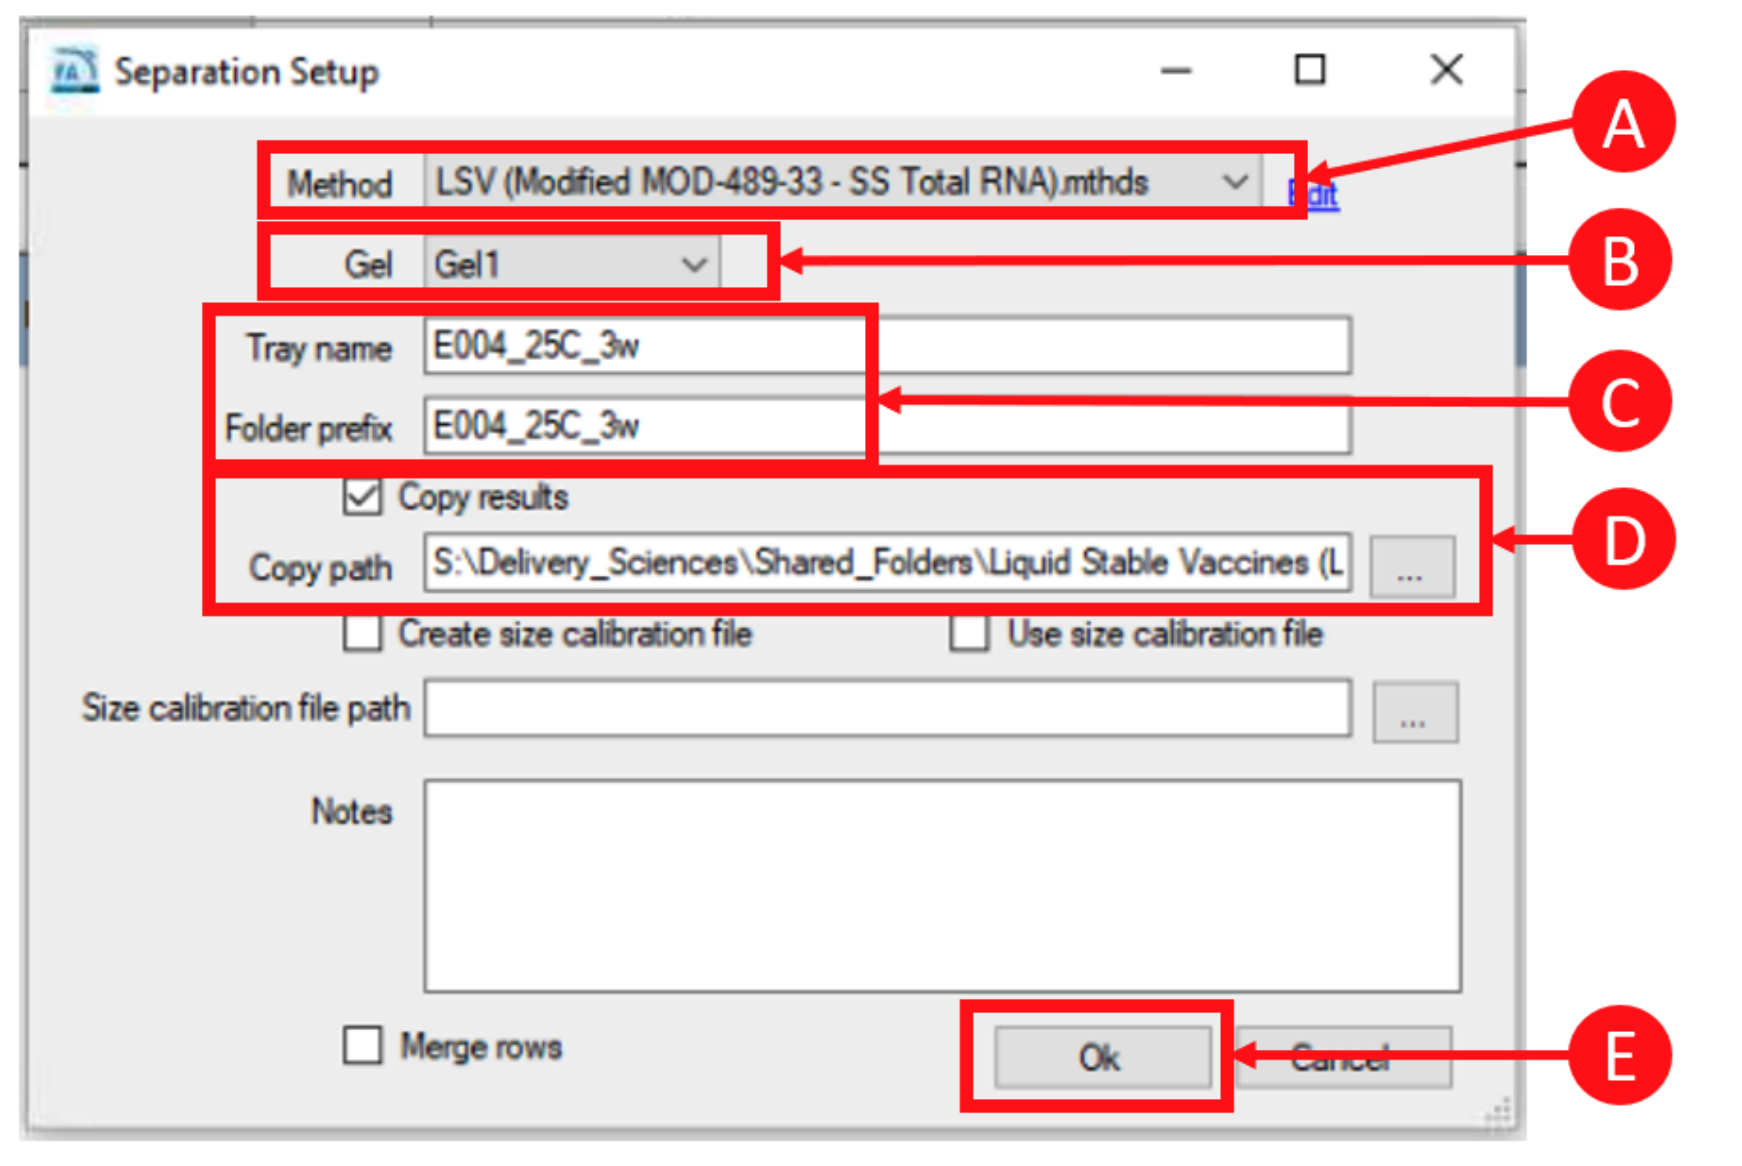 Separation Setup
A
Method LSV (Modified MOD-489-33 - SS Total RNA).mthds Edit
B
Gel Gel1
Tray name E004_25C_3w
C
Folder prefix E004_25C_3w
Copy results
D
Copy path S:\Delivery_Sciences\Shared_Folders\Liquid Stable Vaccines (L ...
Create size calibration file Use size calibration file
Size calibration file path ...
Notes
Merge rows Ok Cancel
E